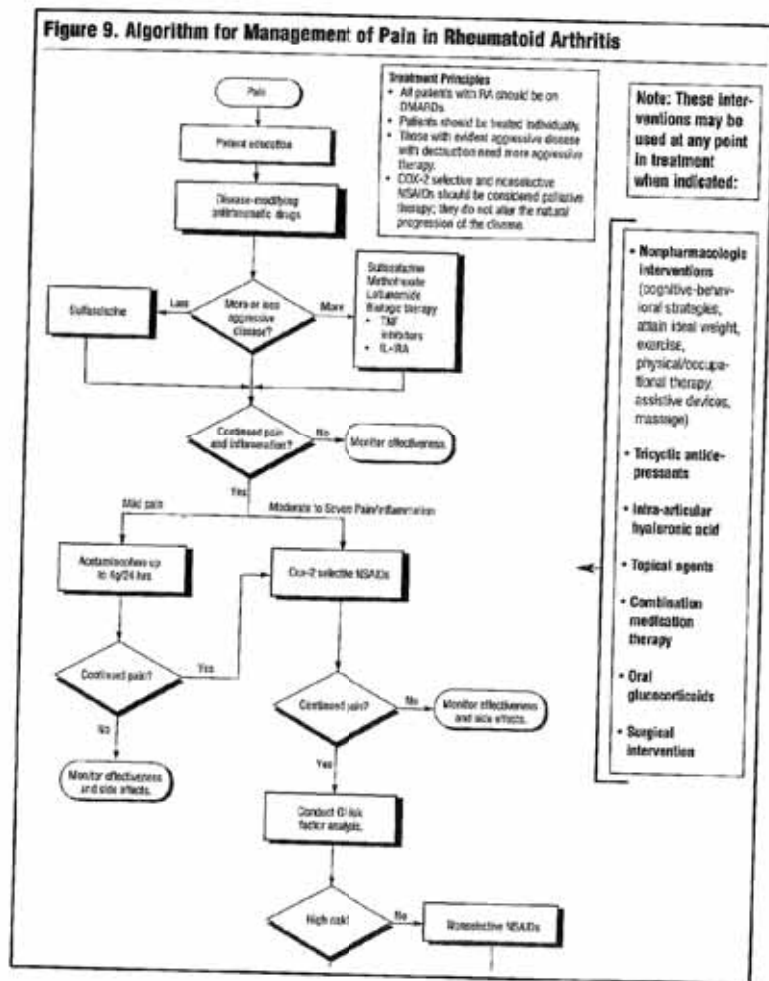 Figure 9. Algorithm for Management of Pain in Rheumatoid Arthritis
Pain
Patient education
Disease-modifying
antirheumatic drugs
Treatment Principles
• All patients with RA should be on
DMARDs.
• Patients should be treated individually.
• Those with evident aggressive disease
with destruction need more aggressive
therapy.
• COX-2 selective and nonselective
NSAIDs should be considered palliative
therapy; they do not alter the natural
progression of the disease.
Note: These inter-
ventions may be
used at any point
in treatment
when indicated:
Sulfasalazine
Less
More or less
aggressive
disease?
More
Sulfasalazine
Methotrexate
Leflunomide
Biologic therapy
• TNF
inhibitors
• IL-1RA
Continued pain
and inflammation?
No
Monitor effectiveness.
Yes
Mild pain
Moderate to Severe Pain/Inflammation
Acetaminophen up
to 4g/24 hrs
Cox-2 selective NSAIDs
Continued pain?
Yes
No
Monitor effectiveness
and side effects.
Continued pain?
No
Monitor effectiveness
and side effects.
Yes
Conduct GI risk
factor analysis.
High risk?
No
Nonselective NSAIDs
• Nonpharmacologic
interventions
(cognitive-behav-
ioral strategies,
attain ideal weight,
exercise,
physical/occupa-
tional therapy,
assistive devices,
massage)
• Tricyclic antide-
pressants
• Intra-articular
hyaluronic acid
• Topical agents
• Combination
medication
therapy
• Oral
glucocorticoids
• Surgical
intervention